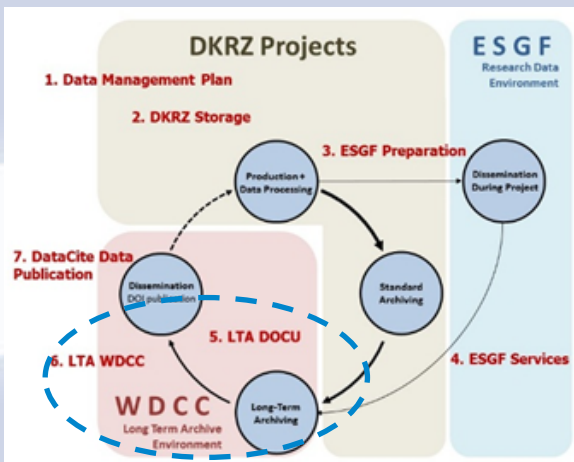 DKRZ Projects
E S G F
Research Data
Environment
1. Data Management Plan
2. DKRZ Storage
3. ESGF Preparation
Production +
Data Processing
Dissemination
During Project
7. DataCite Data
Publication
Dissemination
DOI publication
Standard
Archiving
5. LTA DOCU
6. LTA WDCC
4. ESGF Services
W D C C
Long Term Archive
Environment
Long-Term
Archiving